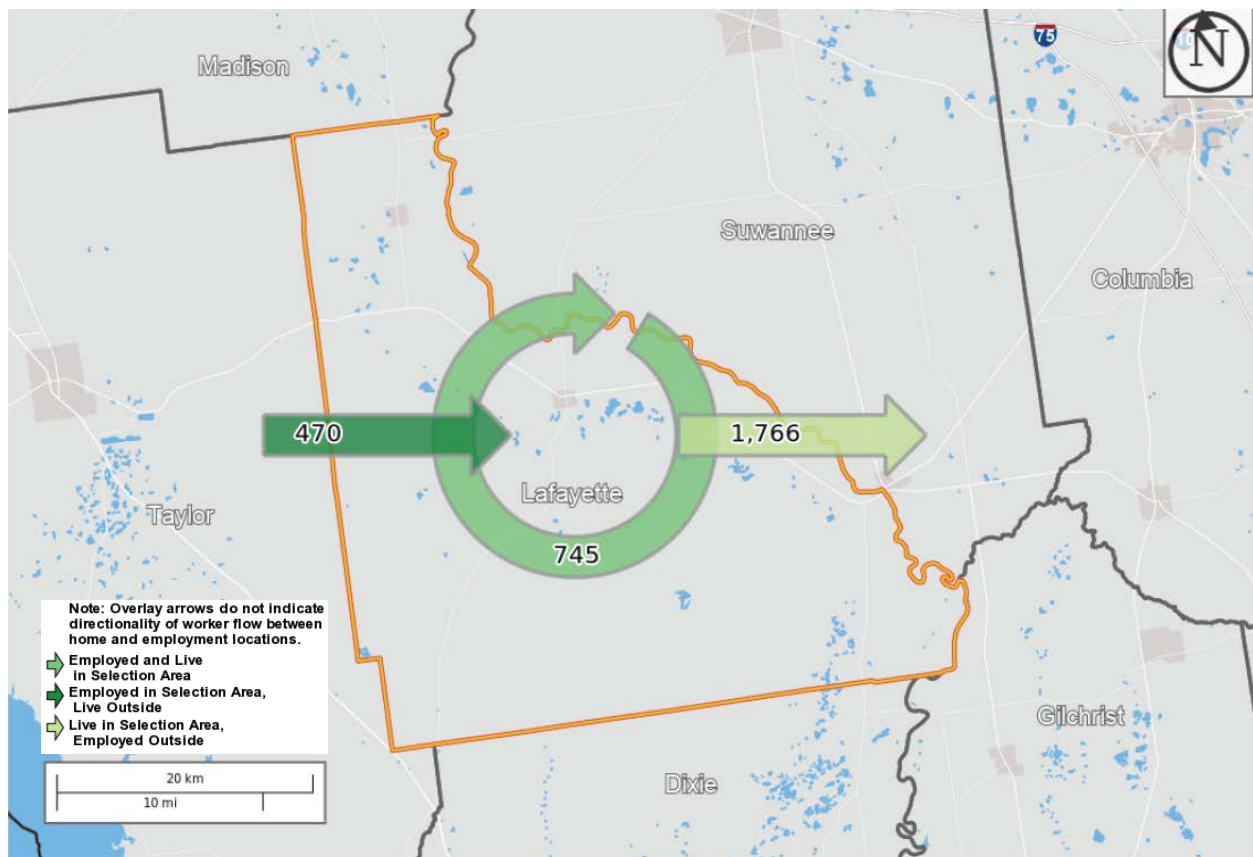 Madison
75
10
N
Suwannee
Columbia
470
1,766
Lafayette
Taylor
745
Note: Overlay arrows do not indicate
directionality of worker flow between
home and employment locations.
Employed and Live
in Selection Area
Employed in Selection Area,
Live Outside
Live in Selection Area,
Employed Outside
Gilchrist
20 km
10 mi
Dixie